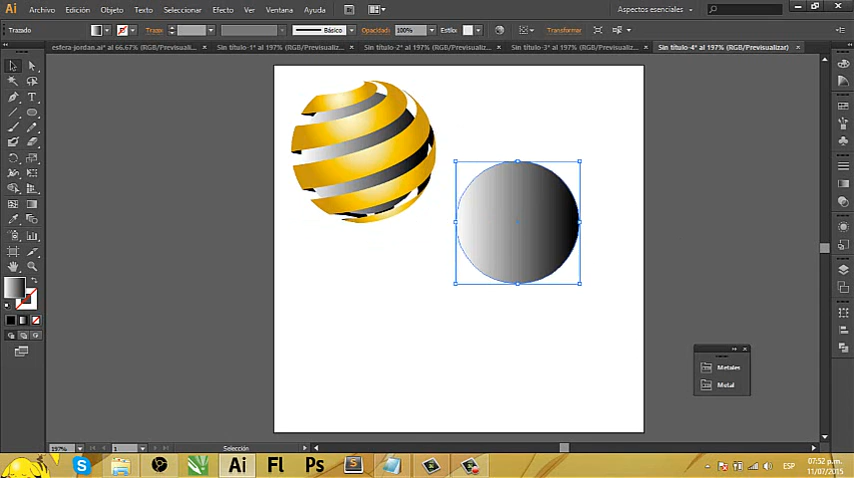 Ai Archivo Edición Objeto Texto Seleccionar Efecto Ver Ventana Ayuda Br Aspectos esenciales
Trazado Trazo: Básico Opacidad: 100% Estilo: Transformar
esfera-jordan.ai* al 66.67% (RGB/Previsuali... Sin título-1* al 197% (RGB/Previsualiz... Sin título-2* al 197% (RGB/Previsualiz... Sin título-3* al 197% (RGB/Previsualiz... Sin título-4* al 197% (RGB/Previsualizar)
Metales
Metal
197% 1 Selección
Ai Fl Ps S ESP 07:52 p.m.
11/07/2015